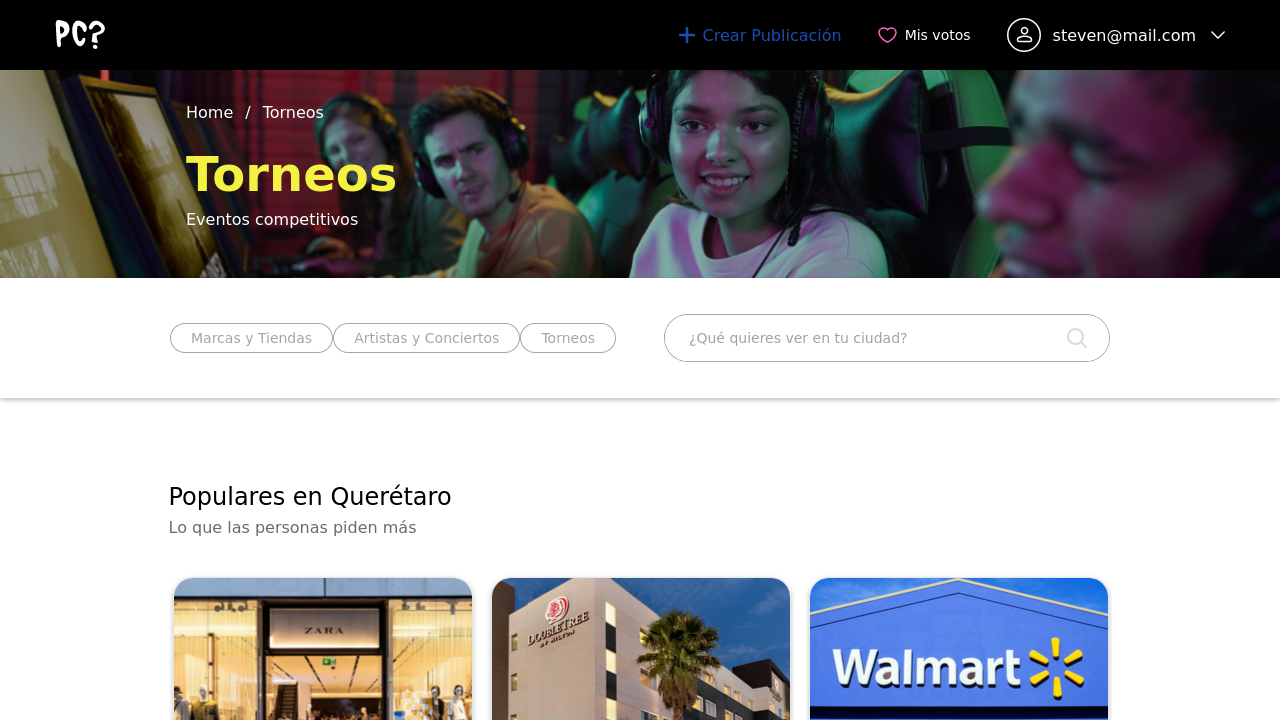 PC?
Crear Publicación
Mis votos
steven@mail.com
Home / Torneos
Torneos
Eventos competitivos
Marcas y Tiendas
Artistas y Conciertos
Torneos
¿Qué quieres ver en tu ciudad?
Populares en Querétaro
Lo que las personas piden más
ZARA
DOUBLETREE
BY HILTON
Walmart